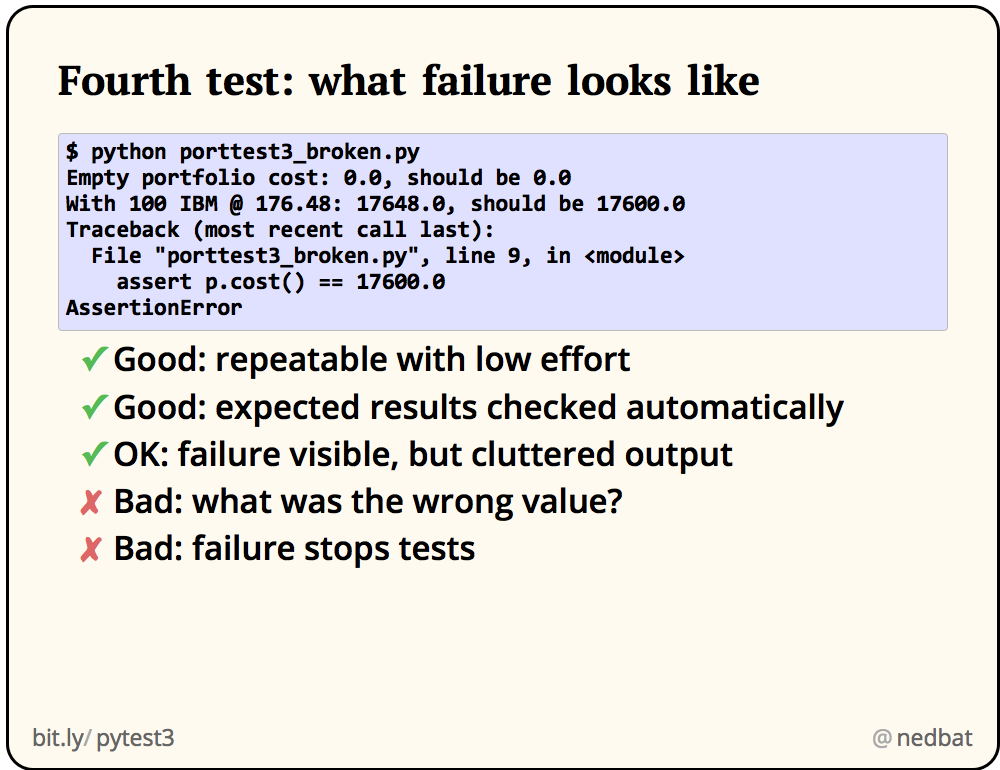 Fourth test: what failure looks like
$ python porttest3_broken.py
Empty portfolio cost: 0.0, should be 0.0
With 100 IBM @ 176.48: 17648.0, should be 17600.0
Traceback (most recent call last):
  File "porttest3_broken.py", line 9, in <module>
    assert p.cost() == 17600.0
AssertionError
✓ Good: repeatable with low effort
✓ Good: expected results checked automatically
✓ OK: failure visible, but cluttered output
✗ Bad: what was the wrong value?
✗ Bad: failure stops tests
bit.ly/ pytest3
@ nedbat